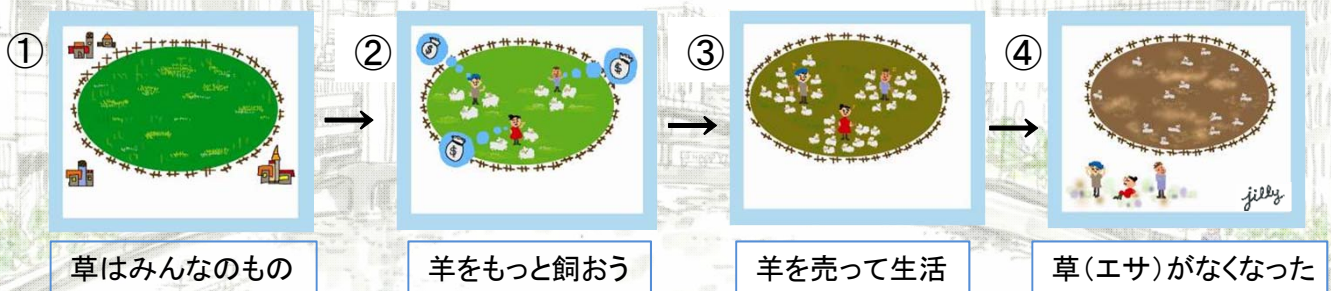 ①
②
③
④
$
$
$
jilly
草はみんなのもの
羊をもっと飼おう
羊を売って生活
草(エサ)がなくなった